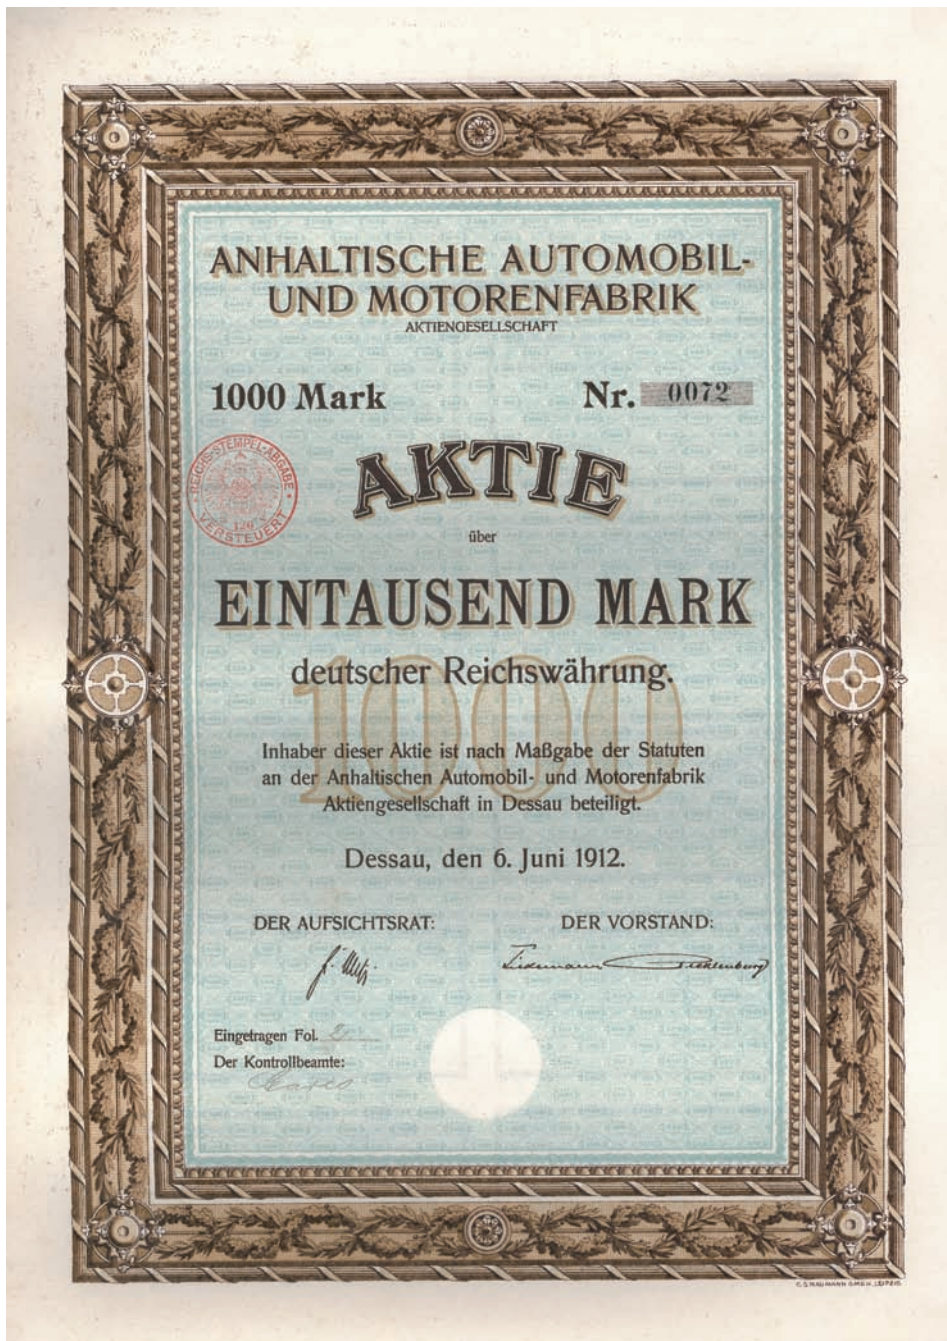 ANHALTISCHE AUTOMOBIL-
UND MOTORENFABRIK
AKTIENGESELLSCHAFT
1000 Mark
Nr. 0072
REICHS-STEMPEL-ABGABE
VERSTEUERT
AKTIE
über
EINTAUSEND MARK
deutscher Reichswährung.
1000
Inhaber dieser Aktie ist nach Maßgabe der Statuten
an der Anhaltischen Automobil- und Motorenfabrik
Aktiengesellschaft in Dessau beteiligt.
Dessau, den 6. Juni 1912.
DER AUFSICHTSRAT:
DER VORSTAND:
Eingetragen Fol.
Der Kontrollbeamte:
LEIPZIG